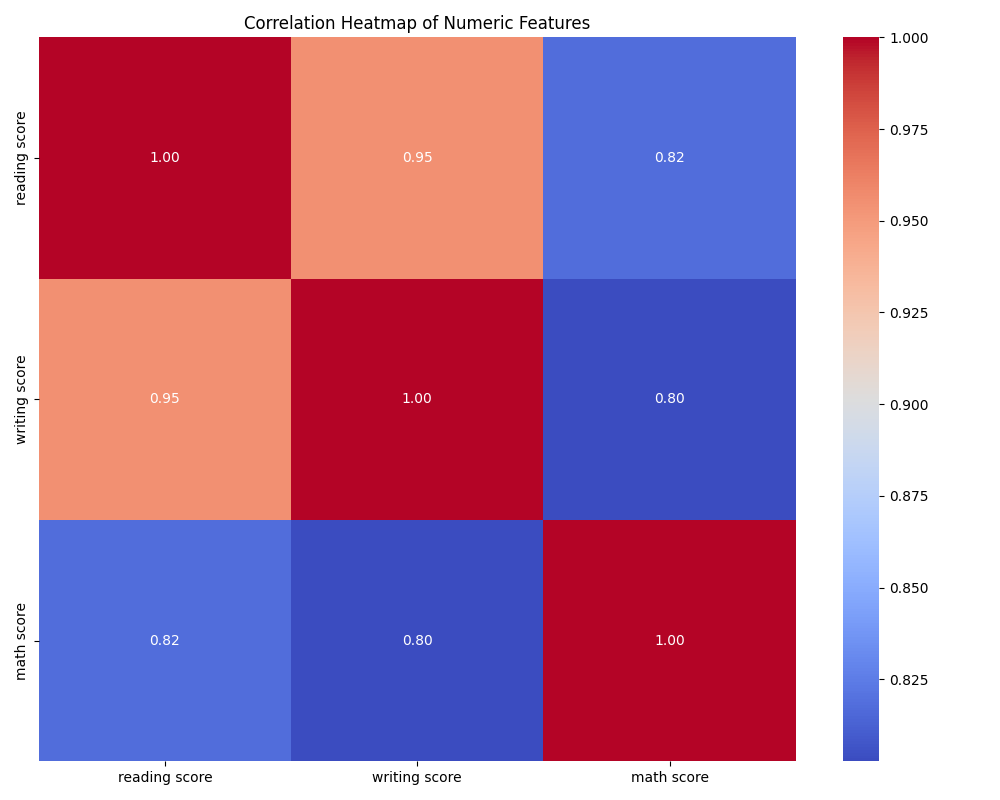 Correlation Heatmap of Numeric Features
reading score
1.00
0.95
0.82
writing score
0.95
1.00
0.80
math score
0.82
0.80
1.00
reading score
writing score
math score
1.000
0.975
0.950
0.925
0.900
0.875
0.850
0.825